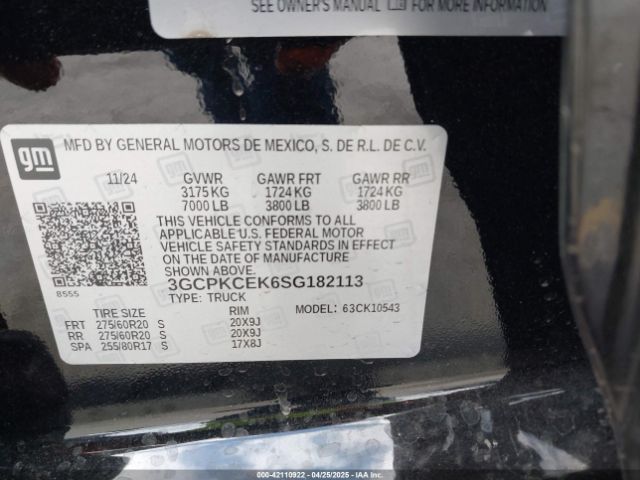 SEE OWNER'S MANUAL FOR MORE INFORMATION
gm
MFD BY GENERAL MOTORS DE MEXICO, S. DE R.L. DE C.V.
11/24 GVWR GAWR FRT GAWR RR
3175 KG 1724 KG 1724 KG
7000 LB 3800 LB 3800 LB
THIS VEHICLE CONFORMS TO ALL
APPLICABLE U.S. FEDERAL MOTOR
VEHICLE SAFETY STANDARDS IN EFFECT
ON THE DATE OF MANUFACTURE
SHOWN ABOVE.
8555
3GCPKCEK6SG182113
TYPE: TRUCK
TIRE SIZE RIM MODEL: 63CK10543
FRT 275/60R20 S 20X9J
RR 275/60R20 S 20X9J
SPA 255/80R17 S 17X8J
000-42110922 - 04/25/2025 - IAAI.COM